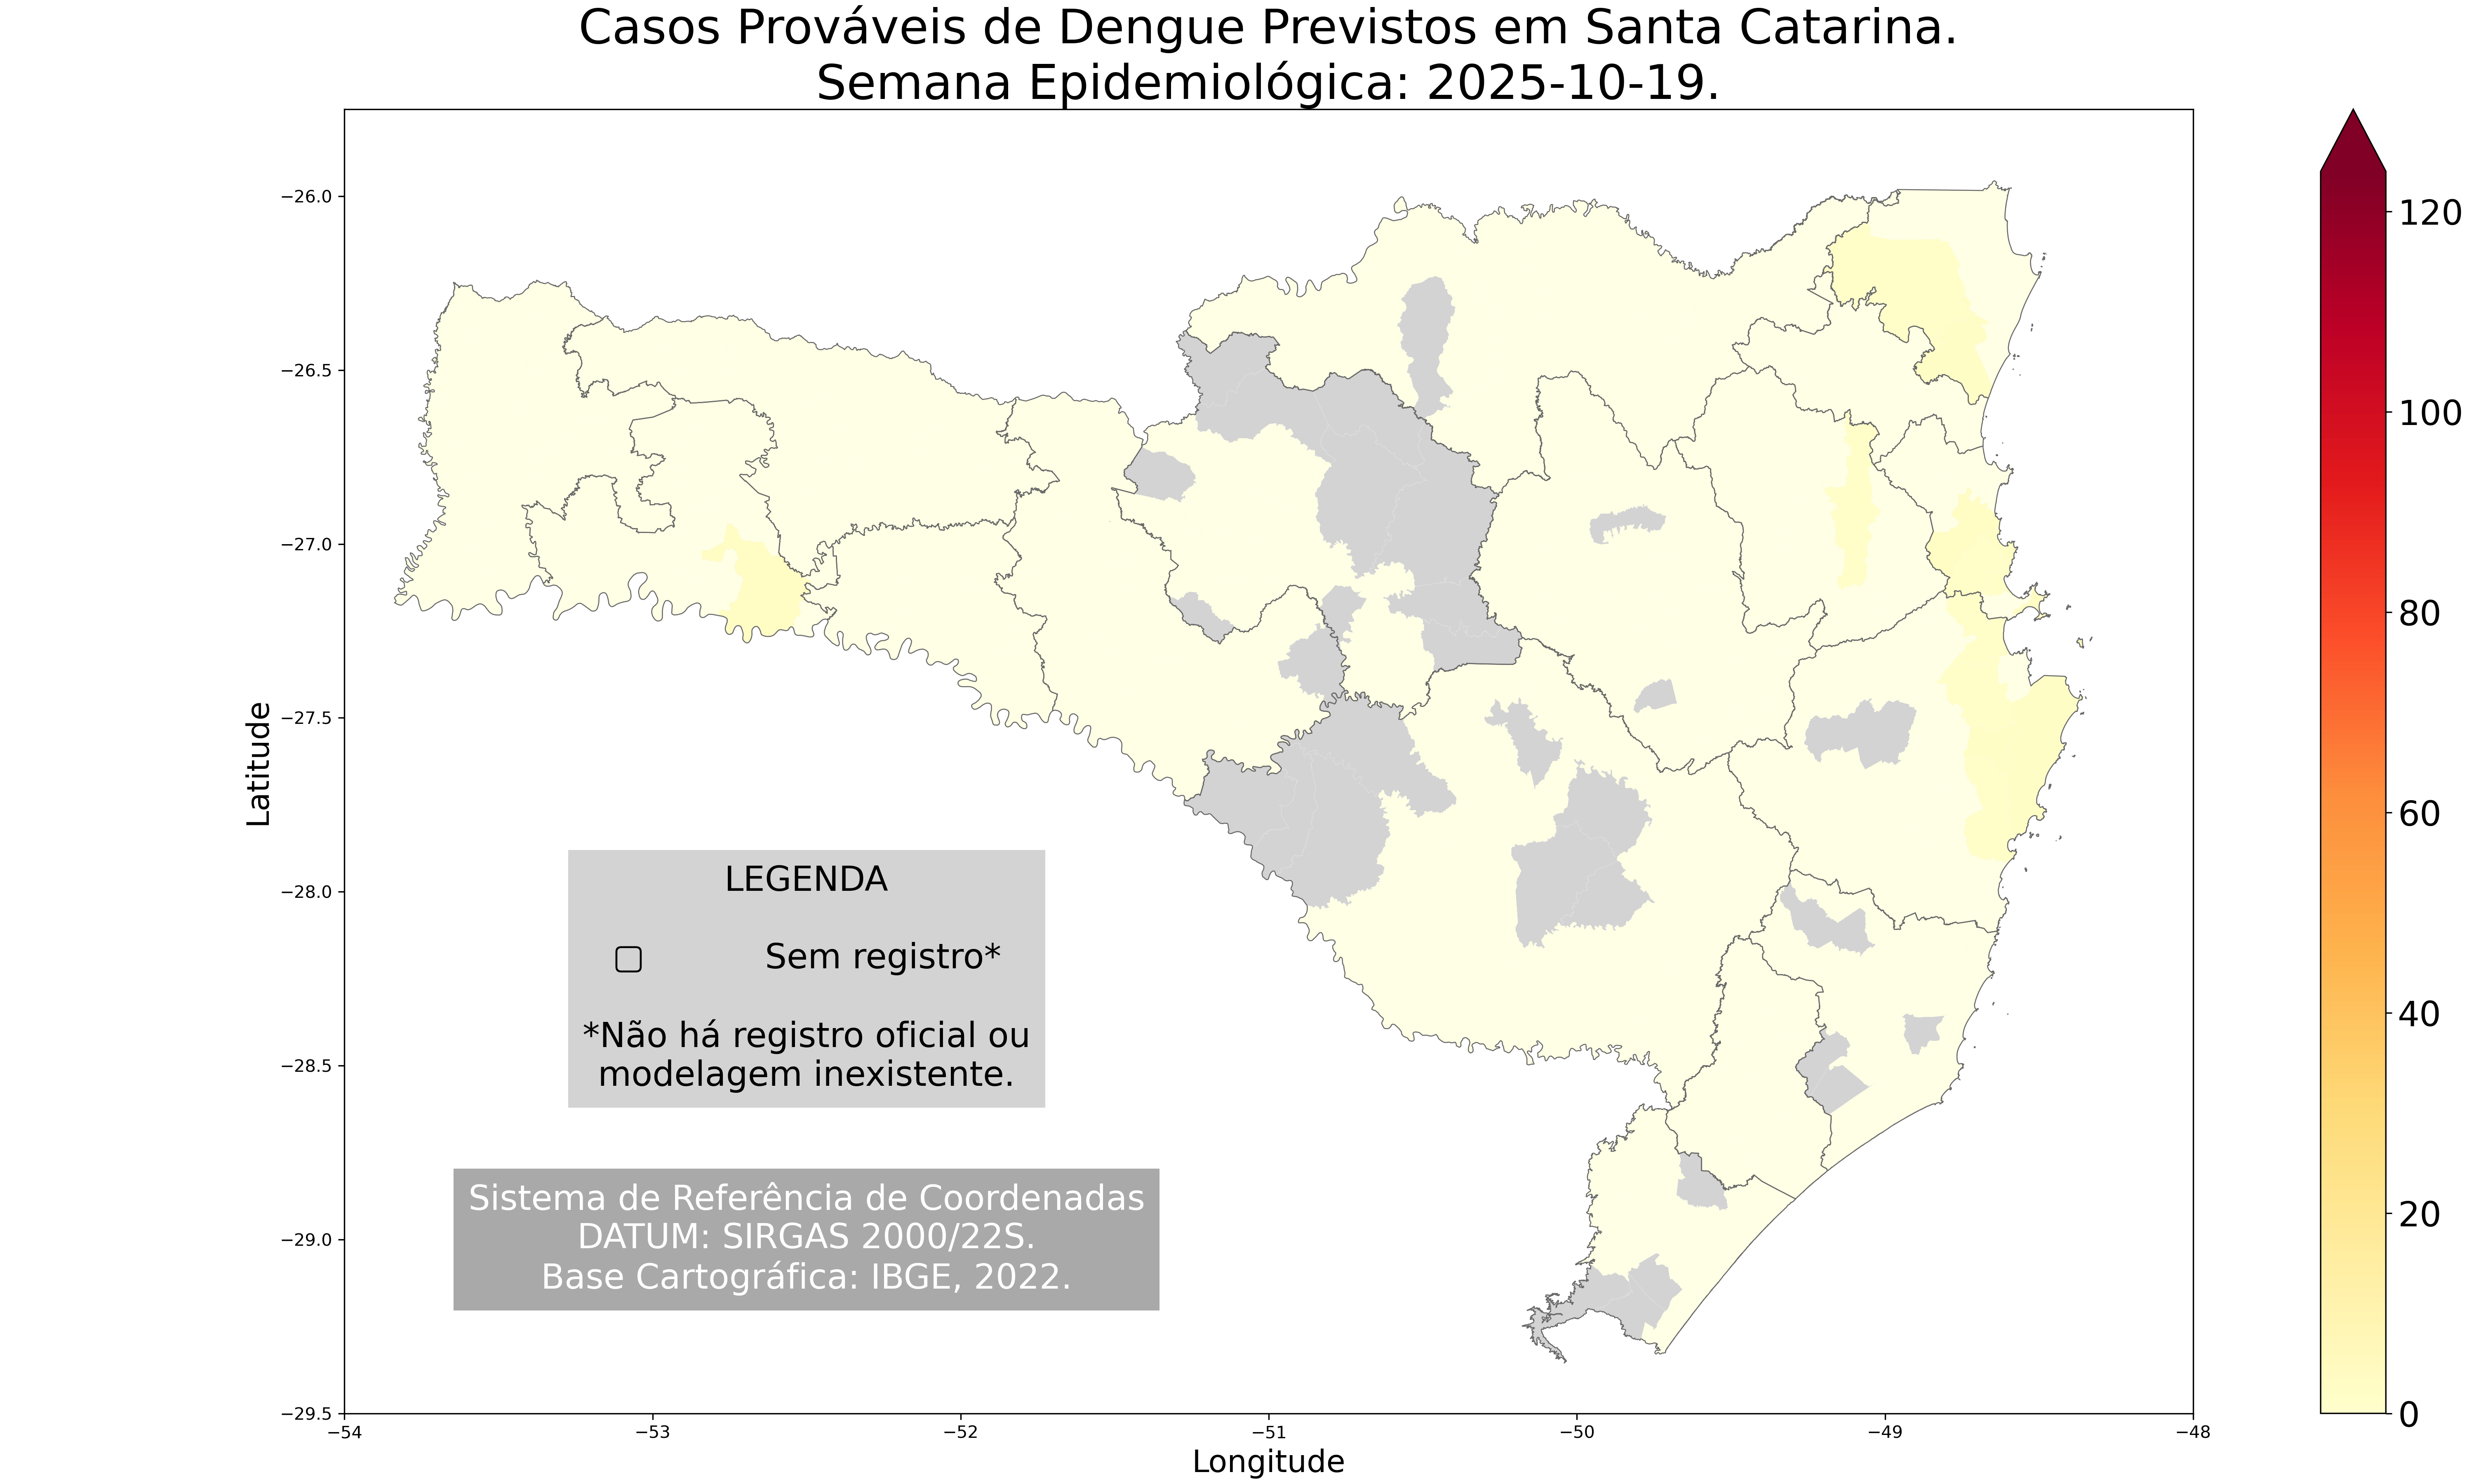 Casos Prováveis de Dengue Previstos em Santa Catarina.
Semana Epidemiológica: 2025-10-19.
−26.0
−26.5
−27.0
−27.5
−28.0
−28.5
−29.0
−29.5
Latitude
−54
−53
−52
−51
−50
−49
−48
Longitude
LEGENDA
Sem registro*
*Não há registro oficial ou
modelagem inexistente.
Sistema de Referência de Coordenadas
DATUM: SIRGAS 2000/22S.
Base Cartográfica: IBGE, 2022.
120
100
80
60
40
20
0